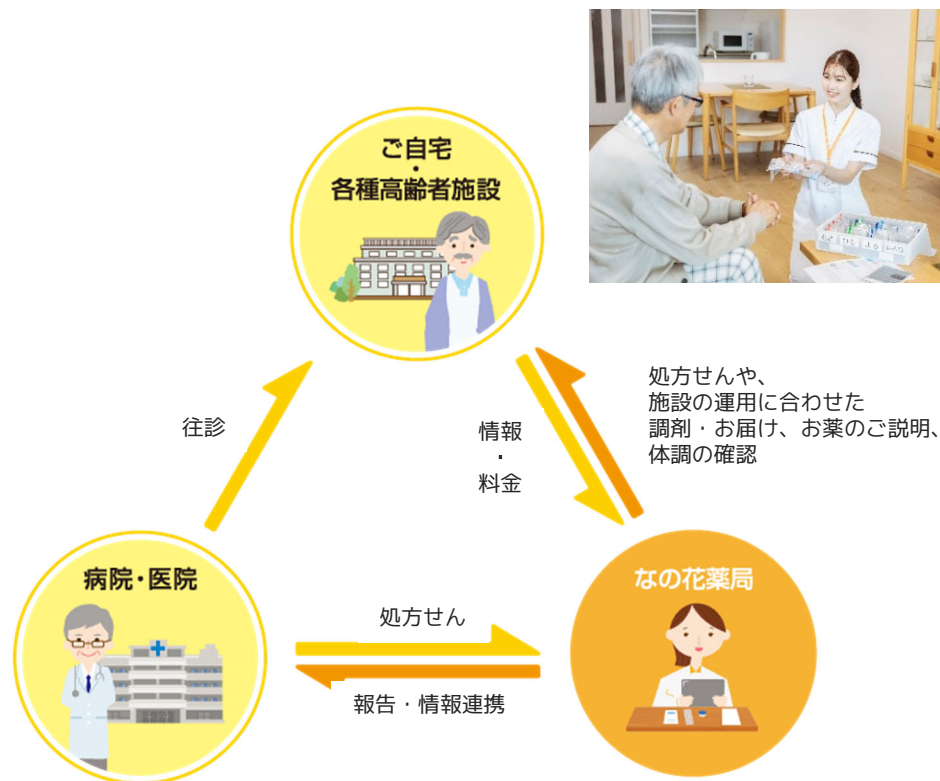 ご自宅
・
各種高齢者施設
往診
情報
・
料金
処方せんや、
施設の運用に合わせた
調剤・お届け、お薬のご説明、
体調の確認
病院・医院
処方せん
報告・情報連携
なの花薬局